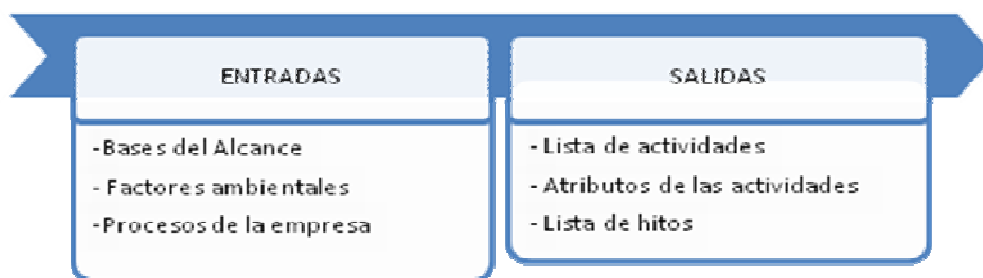 ENTRADAS
-Bases del Alcance
- Factores ambientales
-Procesos de la empresa
SALIDAS
- Lista de actividades
- Atributos de las actividades
- Lista de hitos